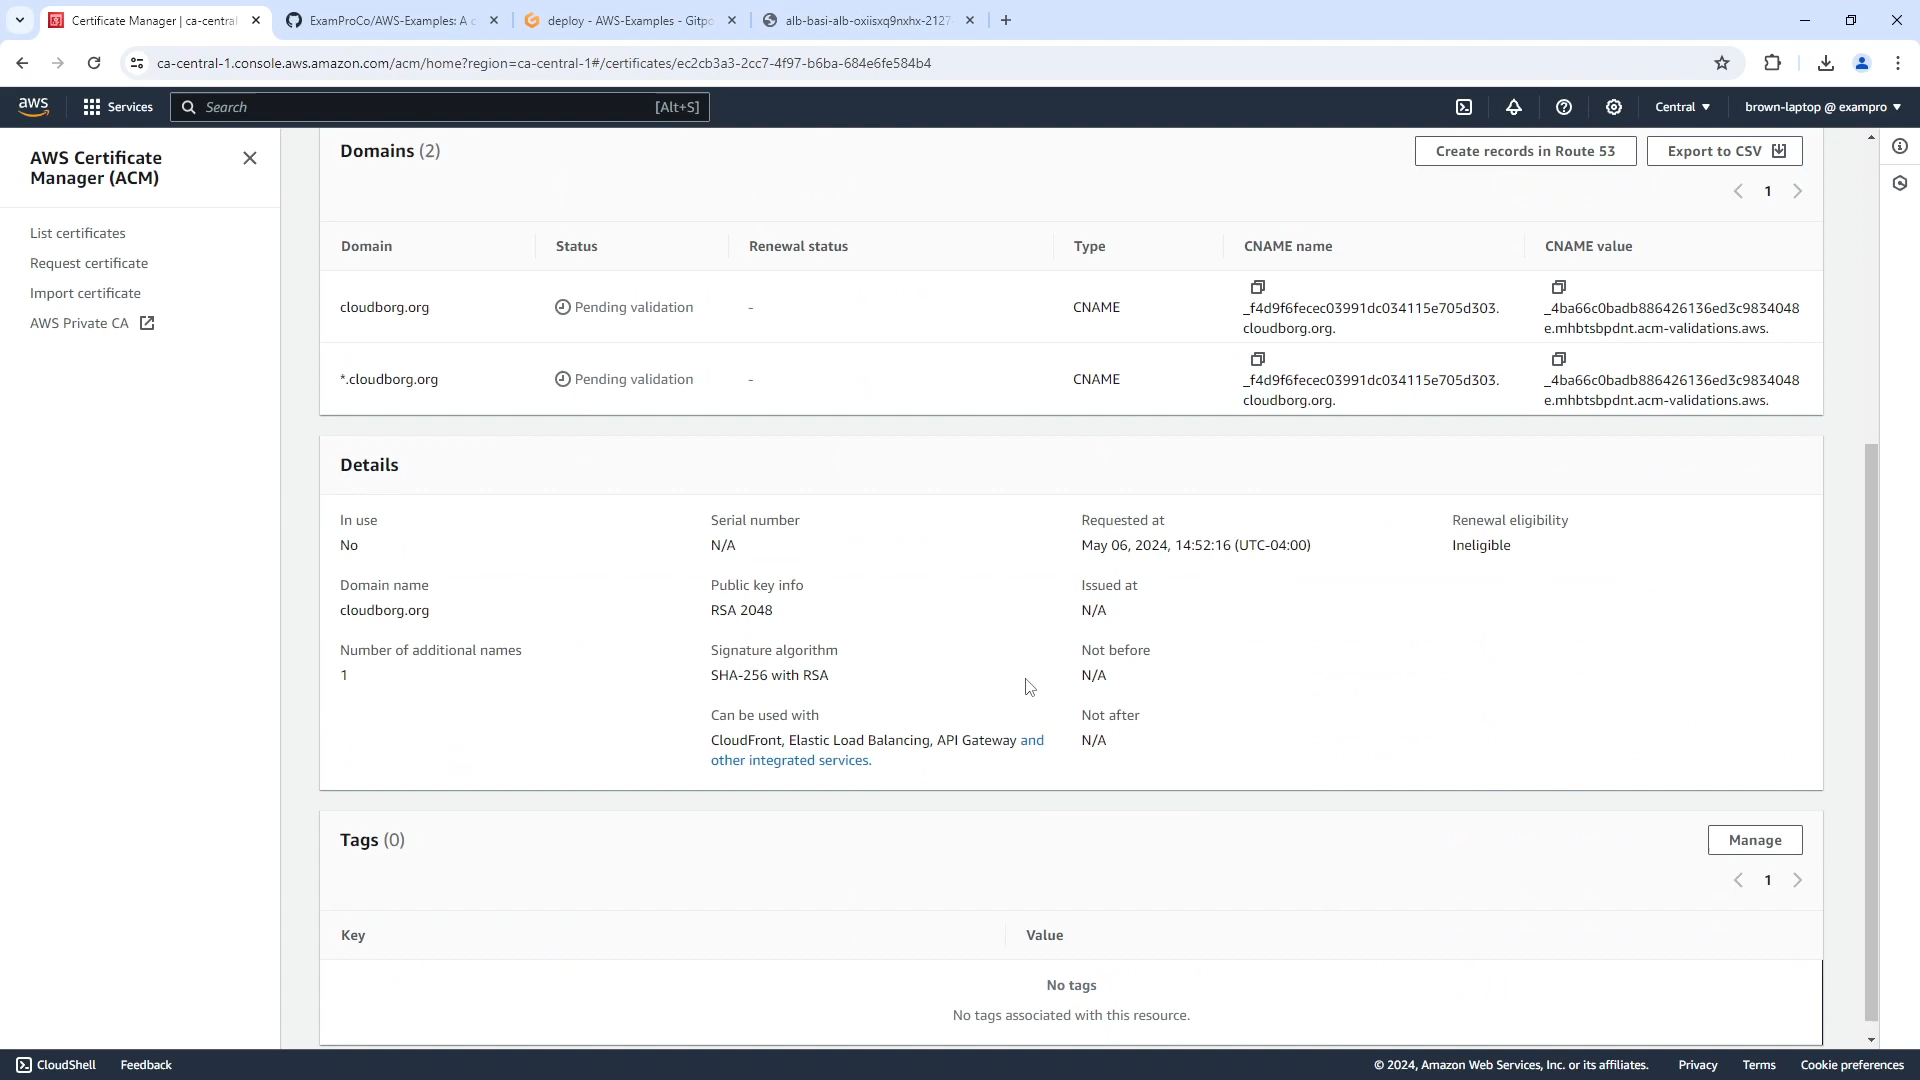 Certificate Manager | ca-central
ExamProCo/AWS-Examples: A c
deploy - AWS-Examples - Gitpo
alb-basi-alb-oxiisxq9nxhx-2127
ca-central-1.console.aws.amazon.com/acm/home?region=ca-central-1#/certificates/ec2cb3a3-2cc7-4f97-b6ba-684e6fe584b4
aws
Services
Search
[Alt+S]
Central
brown-laptop @ exampro
AWS Certificate
Manager (ACM)
List certificates
Request certificate
Import certificate
AWS Private CA
Domains (2)
Create records in Route 53
Export to CSV
1
Domain
Status
Renewal status
Type
CNAME name
CNAME value
cloudborg.org
Pending validation
-
CNAME
_f4d9f6fecec03991dc034115e705d303.
cloudborg.org.
_4ba66c0badb886426136ed3c9834048
e.mhbtsbpdnt.acm-validations.aws.
*.cloudborg.org
Pending validation
-
CNAME
_f4d9f6fecec03991dc034115e705d303.
cloudborg.org.
_4ba66c0badb886426136ed3c9834048
e.mhbtsbpdnt.acm-validations.aws.
Details
In use
No
Domain name
cloudborg.org
Number of additional names
1
Serial number
N/A
Public key info
RSA 2048
Signature algorithm
SHA-256 with RSA
Can be used with
CloudFront, Elastic Load Balancing, API Gateway and
other integrated services.
Requested at
May 06, 2024, 14:52:16 (UTC-04:00)
Issued at
N/A
Not before
N/A
Not after
N/A
Renewal eligibility
Ineligible
Tags (0)
Manage
1
Key
Value
No tags
No tags associated with this resource.
CloudShell
Feedback
© 2024, Amazon Web Services, Inc. or its affiliates.
Privacy
Terms
Cookie preferences